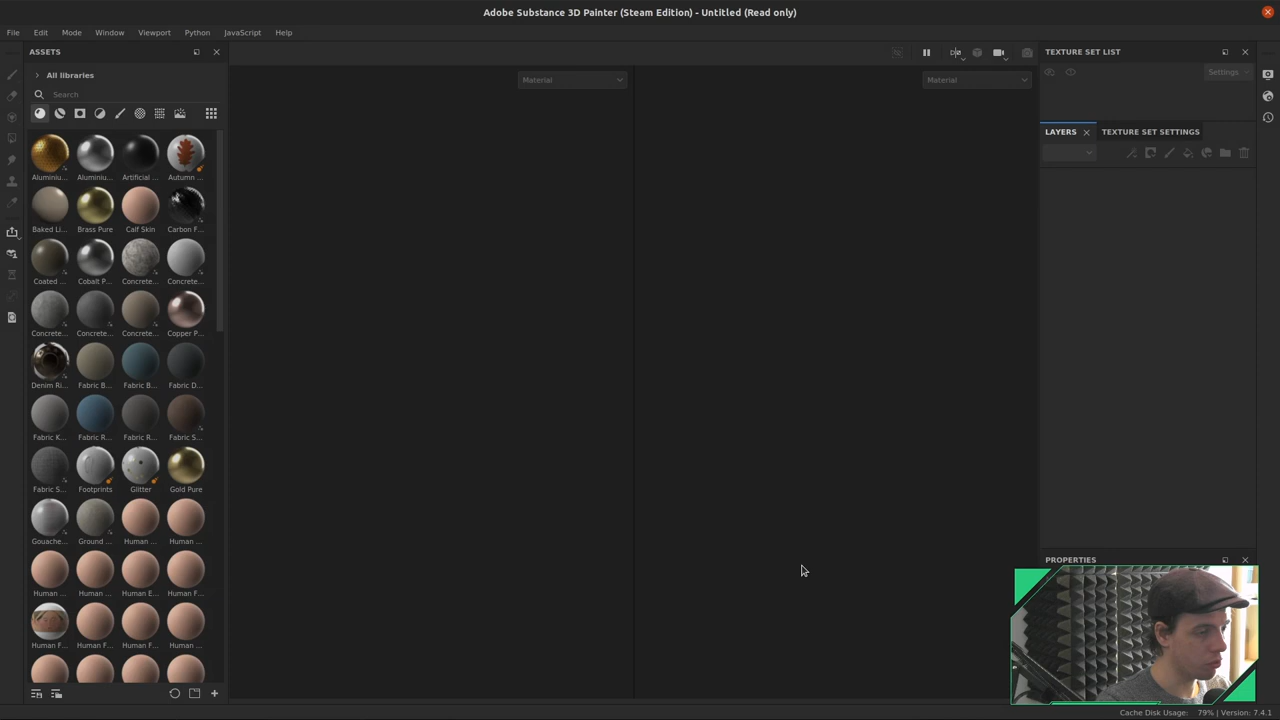 Adobe Substance 3D Painter (Steam Edition) - Untitled (Read only)
File Edit Mode Window Viewport Python JavaScript Help
ASSETS
All libraries
Search
Aluminiu... Aluminiu... Artificial ... Autumn ...
Baked Li... Brass Pure Calf Skin Carbon F...
Coated ... Cobalt P... Concrete... Concrete...
Concrete... Concrete... Concrete... Copper P...
Denim Ri... Fabric B... Fabric B... Fabric D...
Fabric K... Fabric R... Fabric R... Fabric S...
Fabric S... Footprints Glitter Gold Pure
Gouache... Ground ... Human ... Human ...
Human ... Human ... Human E... Human F...
Human F... Human F... Human F... Human ...
Material
Material
TEXTURE SET LIST
Settings
LAYERS TEXTURE SET SETTINGS
PROPERTIES
Cache Disk Usage: 79% | Version: 7.4.1